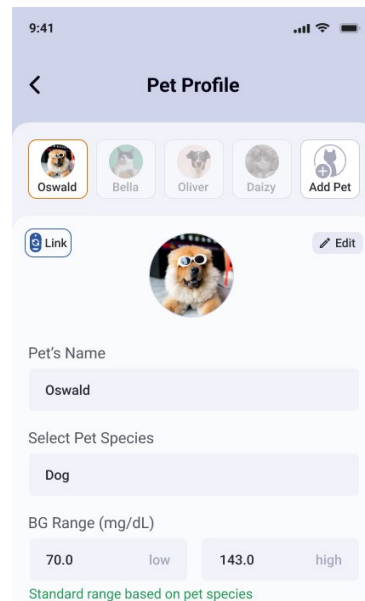 9:41
Pet Profile
Oswald Bella Oliver Daizy Add Pet
Link Edit
Pet's Name
Oswald
Select Pet Species
Dog
BG Range (mg/dL)
70.0 low 143.0 high
Standard range based on pet species